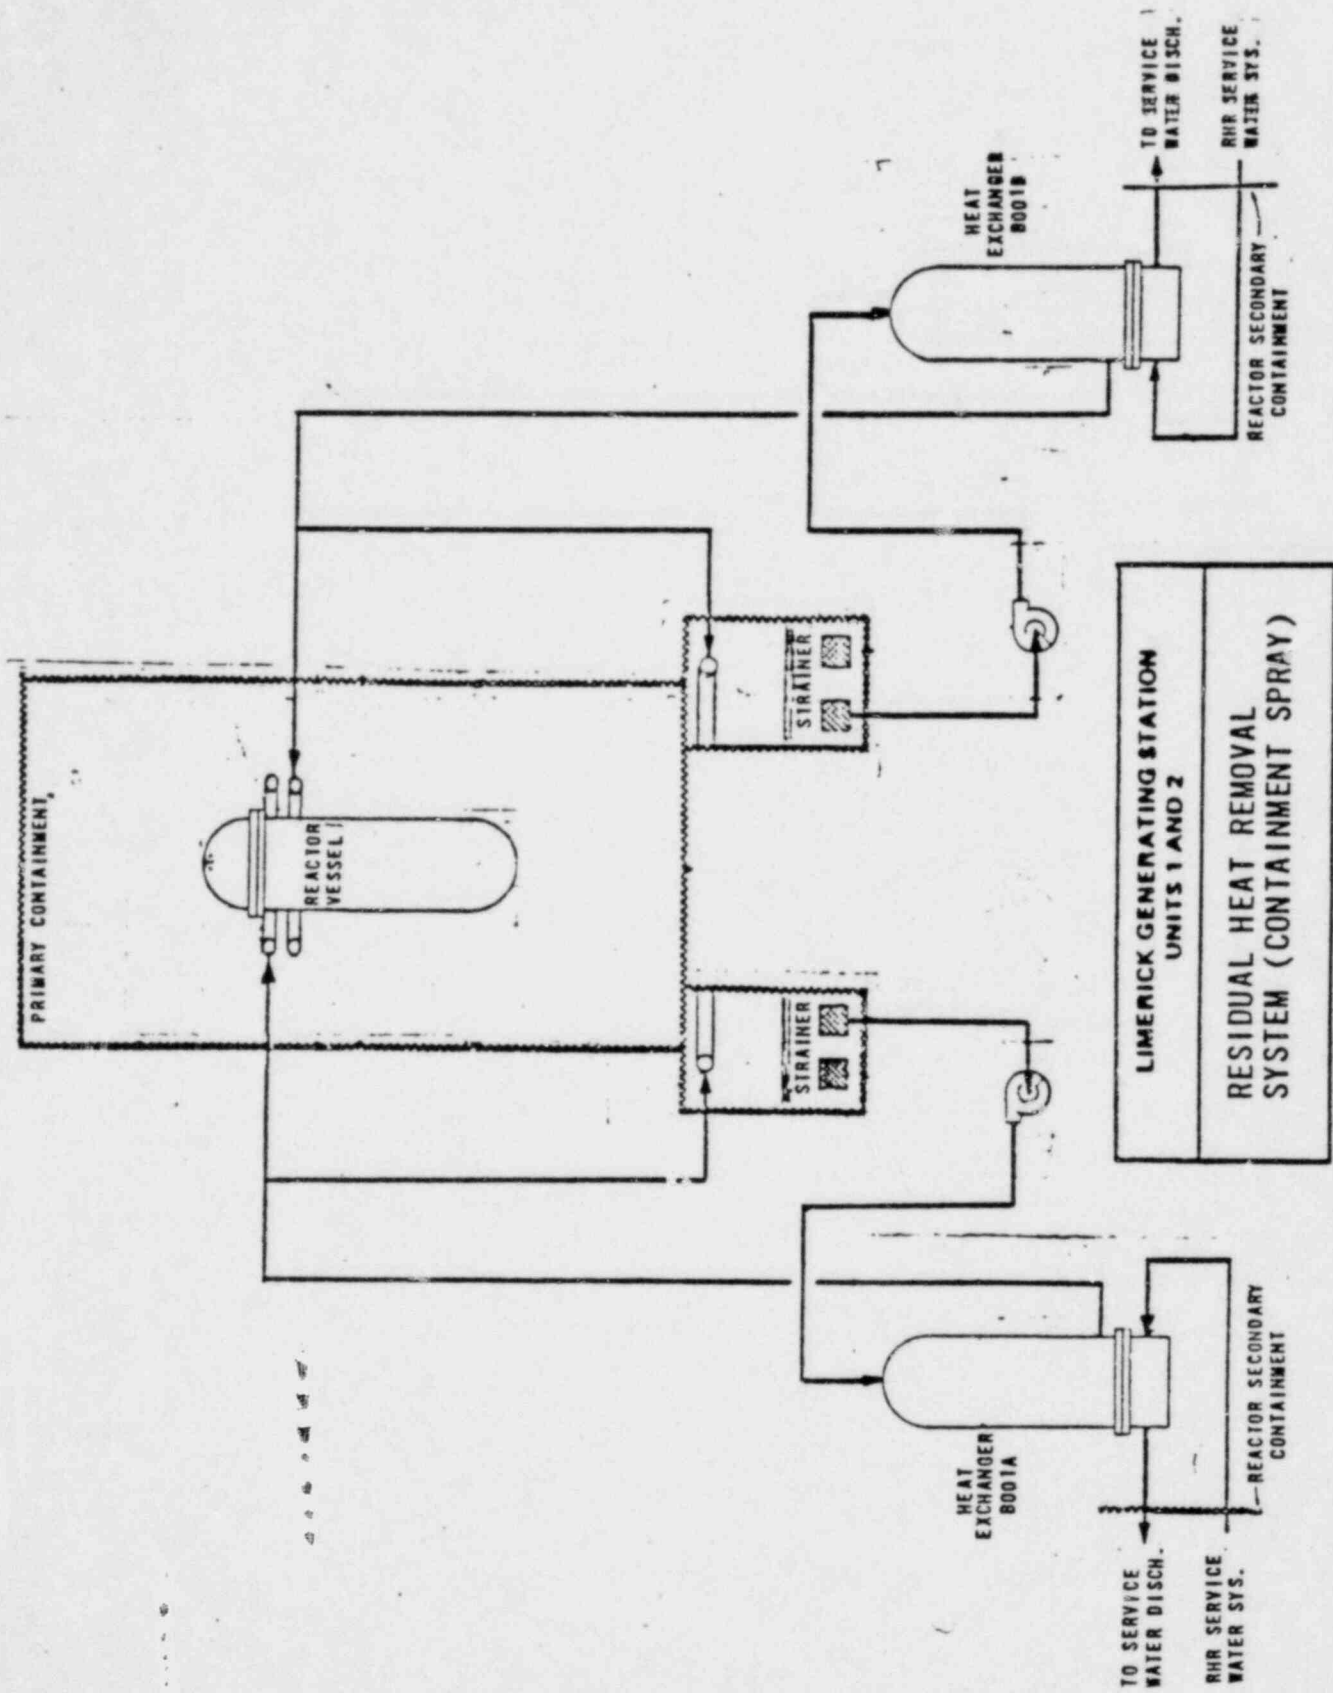 PRIMARY CONTAINMENT
REACTOR
VESSEL
STRAINER
STRAINER
HEAT
EXCHANGER
B001A
HEAT
EXCHANGER
B001B
TO SERVICE
WATER DISCH.
RHR SERVICE
WATER SYS.
REACTOR SECONDARY
CONTAINMENT
REACTOR SECONDARY
CONTAINMENT
TO SERVICE
WATER DISCH.
RHR SERVICE
WATER SYS.
LIMERICK GENERATING STATION
UNITS 1 AND 2
RESIDUAL HEAT REMOVAL
SYSTEM (CONTAINMENT SPRAY)